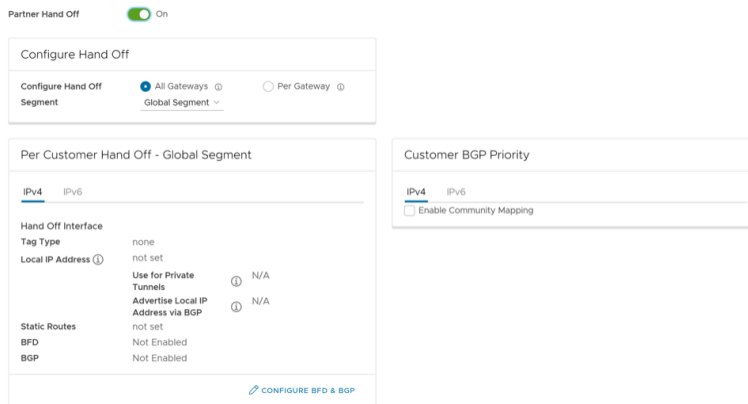 Partner Hand Off On
Configure Hand Off
Configure Hand Off All Gateways Per Gateway
Segment Global Segment
Per Customer Hand Off - Global Segment
IPv4 IPv6
Hand Off Interface
Tag Type none
Local IP Address not set
Use for Private N/A
Tunnels
Advertise Local IP N/A
Address via BGP
Static Routes not set
BFD Not Enabled
BGP Not Enabled
CONFIGURE BFD & BGP
Customer BGP Priority
IPv4 IPv6
Enable Community Mapping